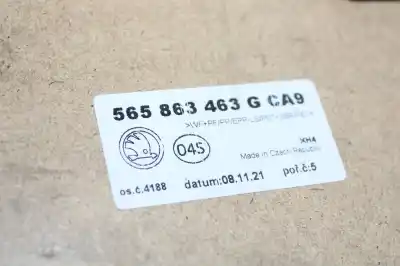 565 863 463 G CA9
04S
XH4
Made in Czech Republic
os.č.4188 datum:08.11.21 poř.č:5